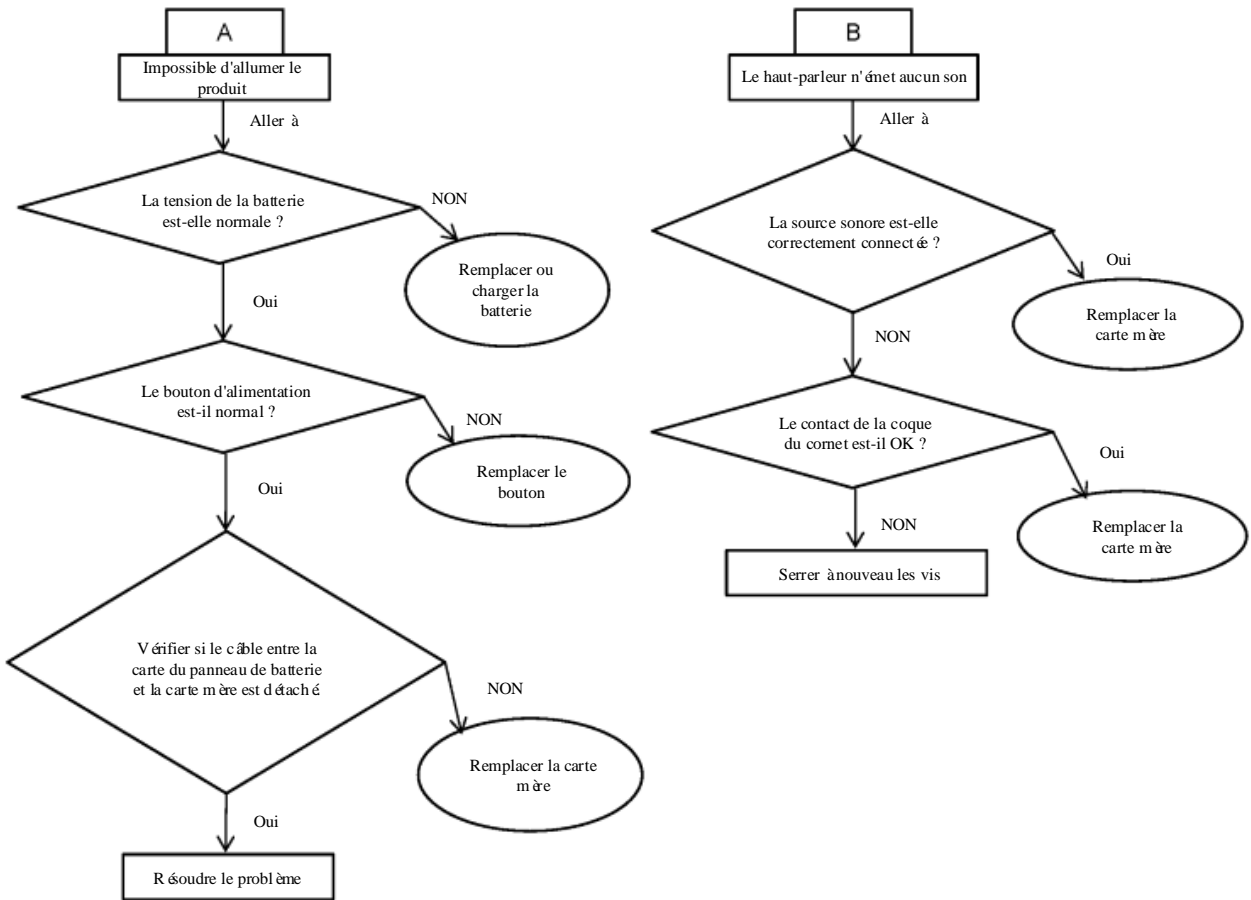 A
Impossible d'allumer le
produit
Aller à
La tension de la batterie
est-elle normale ?
NON
Remplacer ou
charger la
batterie
Oui
Le bouton d'alimentation
est-il normal ?
NON
Remplacer le
bouton
Oui
Vérifier si le câble entre la
carte du panneau de batterie
et la carte mère est détaché.
NON
Remplacer la carte
mère
Oui
Résoudre le problème
B
Le haut-parleur n'émet aucun son
Aller à
La source sonore est-elle
correctement connectée ?
Oui
Remplacer la
carte mère
NON
Le contact de la coque
du cornet est-il OK ?
Oui
Remplacer la
carte mère
NON
Serrer à nouveau les vis